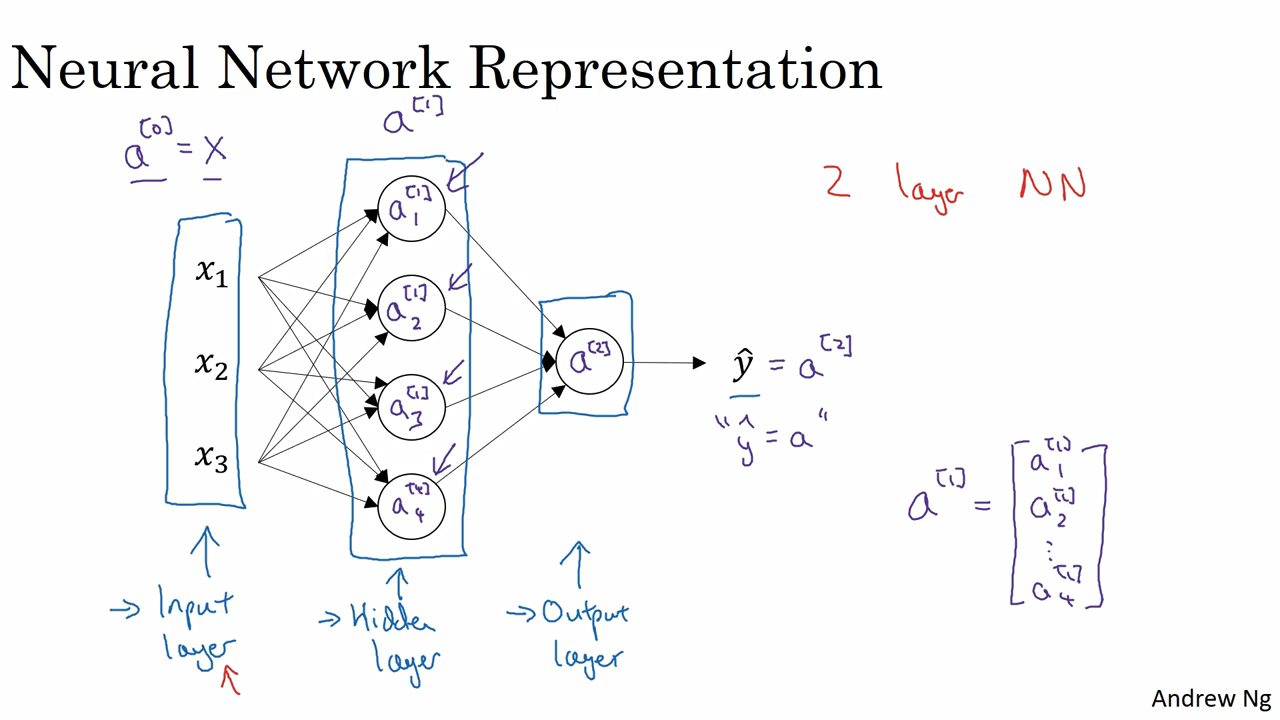 Neural Network Representation
a^[0] = X
a^[1]
2 layer NN
x₁
x₂
x₃
a₁^[1]
a₂^[1]
a₃^[1]
a₄^[4]
a^[2]
ŷ = a^[2]
"ŷ = a"
a^[1] = [a₁^[1]
a₂^[1]
⋮
a₄^[1]]
→ Input
layer
→ Hidden
layer
→ Output
layer
Andrew Ng